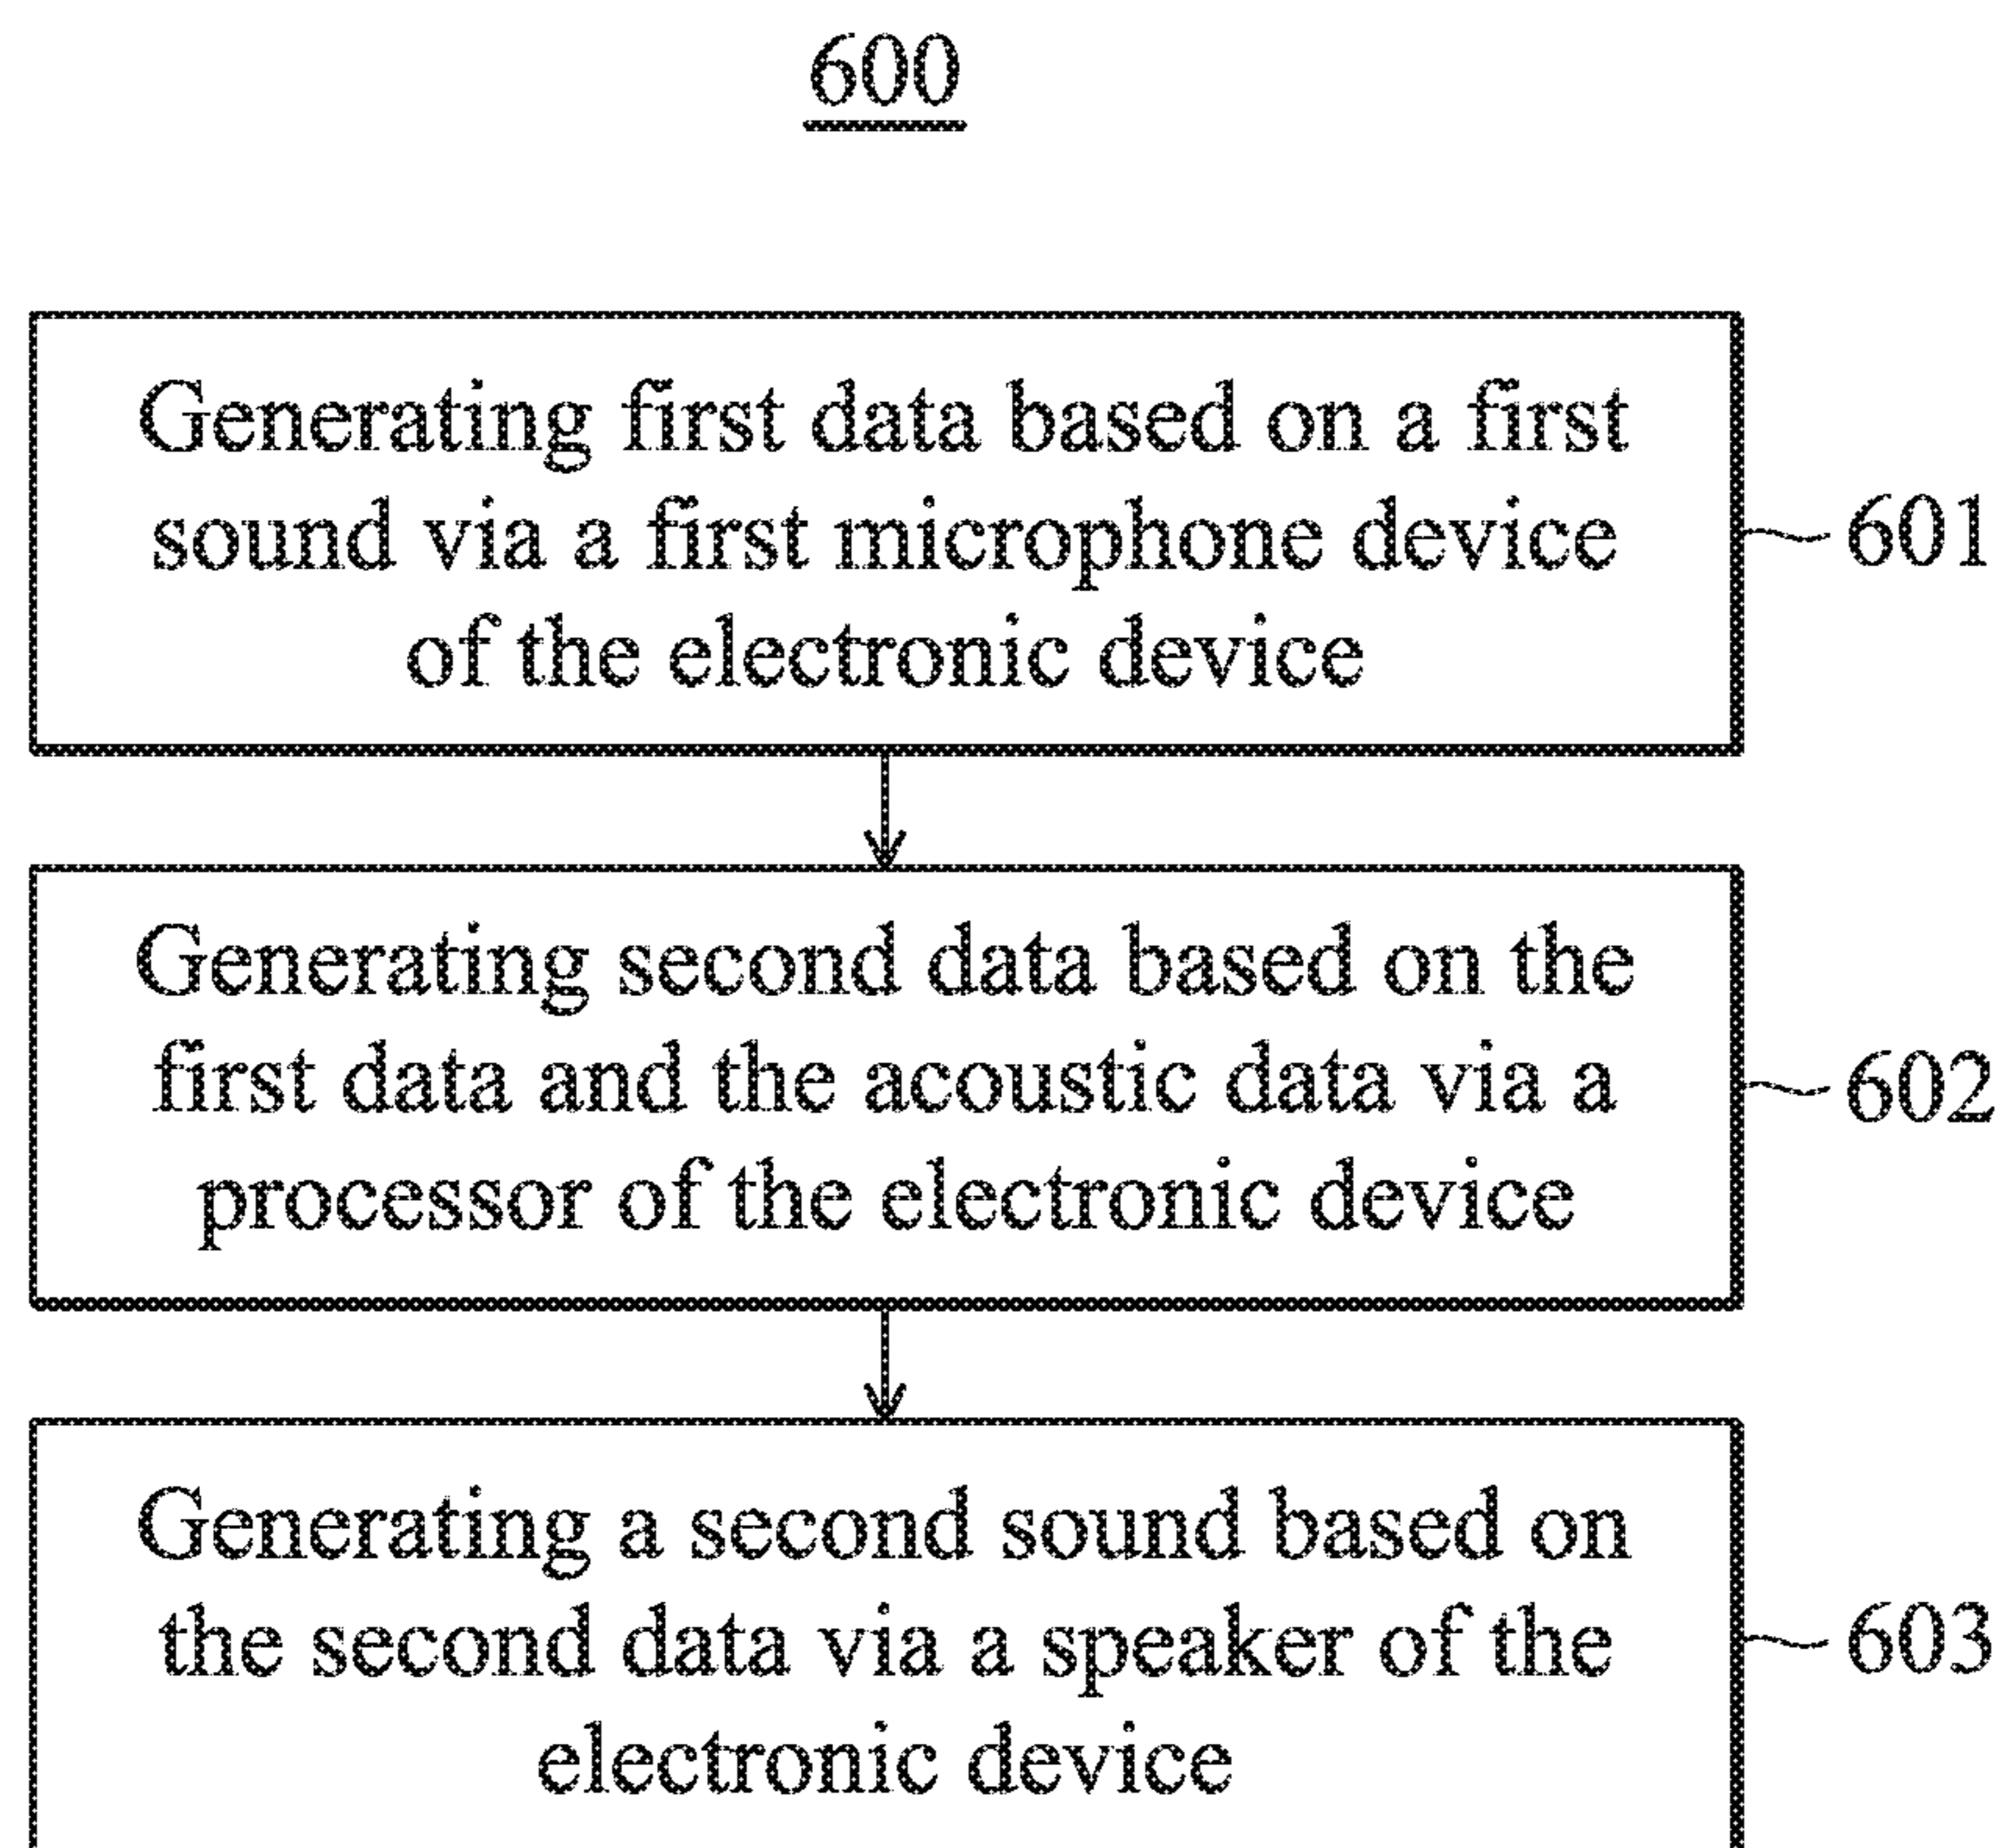 600
Generating first data based on a first
sound via a first microphone device
of the electronic device
601
Generating second data based on the
first data and the acoustic data via a
processor of the electronic device
602
Generating a second sound based on
the second data via a speaker of the
electronic device
603